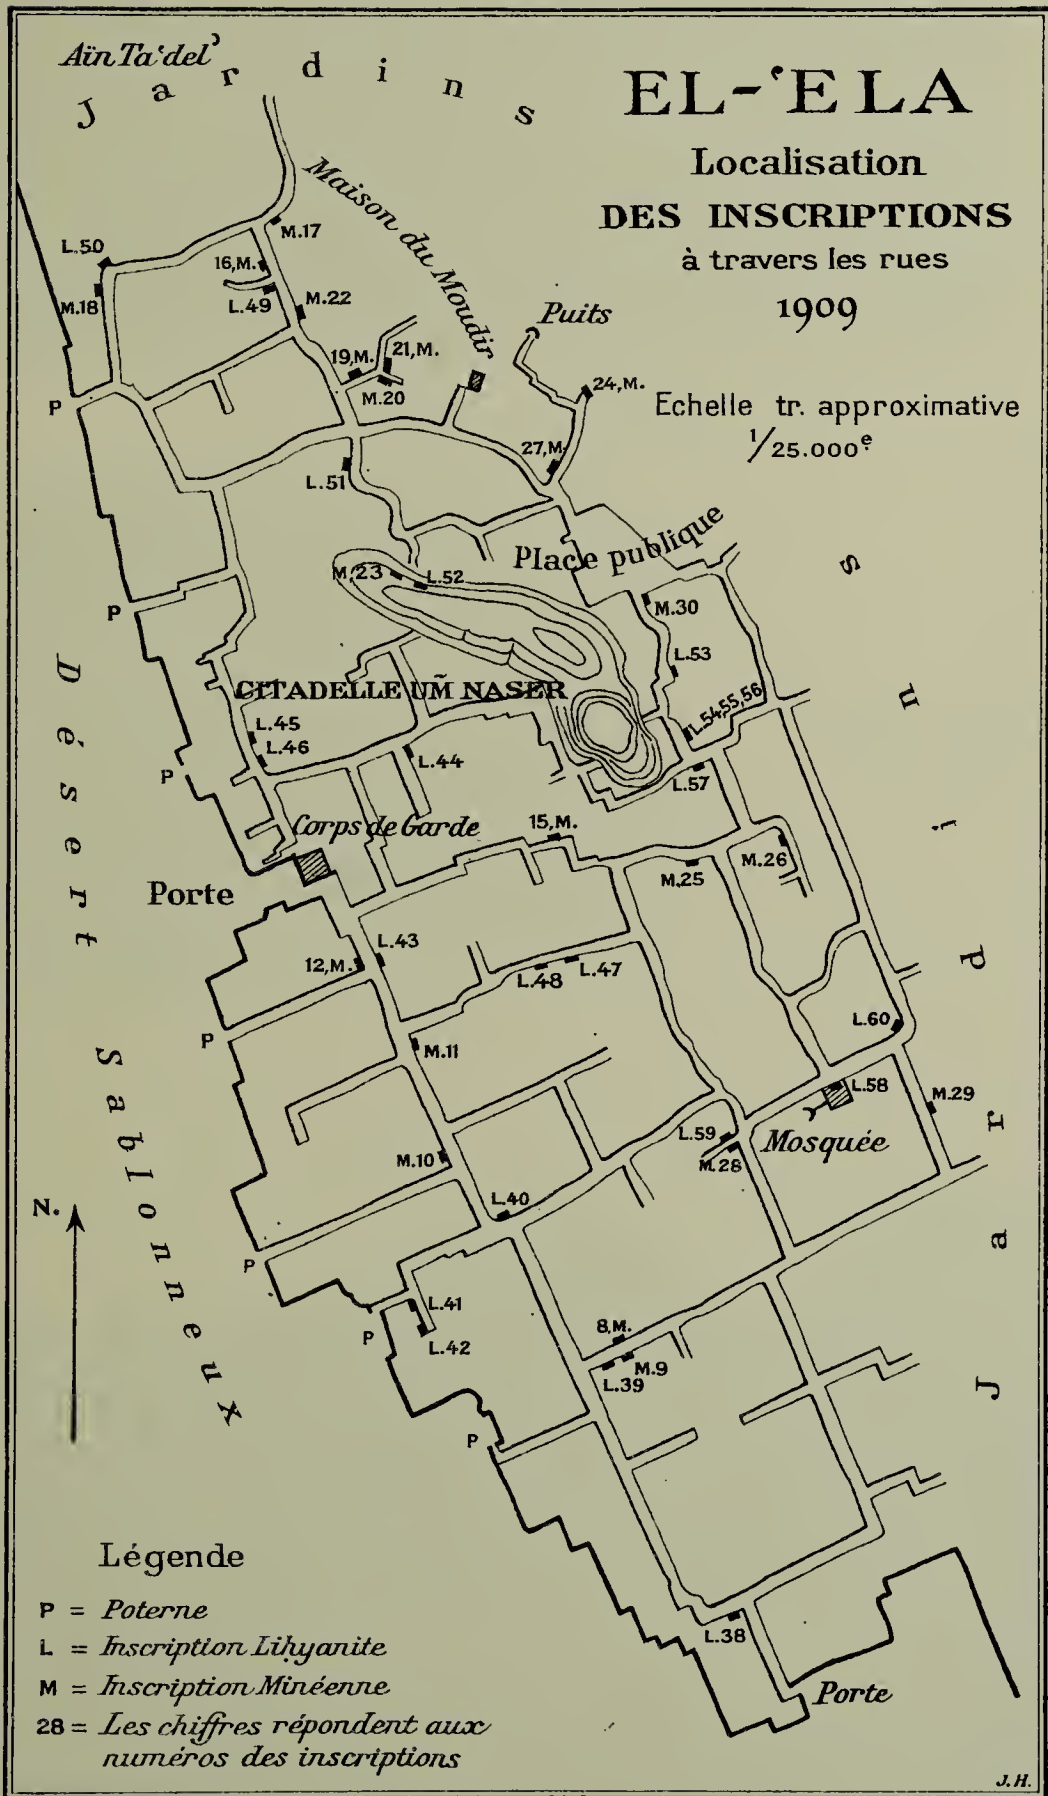 Aïn Ta‘del’
Jardins
EL-‘ELA
Localisation
DES INSCRIPTIONS
à travers les rues
1909
Echelle tr. approximative
1/25.000e.
Maison du Moudir
Puits
L.50
M.17
16,M.
M.18
L.49
M.22
19,M.
21,M.
M.20
24,M.
P
27,M.
L.51
Place publique
M.23
L.52
P
M.30
L.53
CITADELLE UM̃ NASER
L.54,55,56
L.45
L.46
L.44
P
L.57
Corps de Garde
15,M.
M.26
M.25
Porte
L.43
12,M.
L.48
L.47
L.60
P
M.11
L.58
M.29
L.59
Mosquée
M.28
M.10
L.40
N.
P
L.41
P
L.42
8,M.
M.9
L.39
P
L.38
Porte
Désert Sablonneux
Jardins
Légende
P = Poterne
L = Inscription Lihyanite
M = Inscription Minéenne
28 = Les chiffres répondent aux
numéros des inscriptions
J.H.